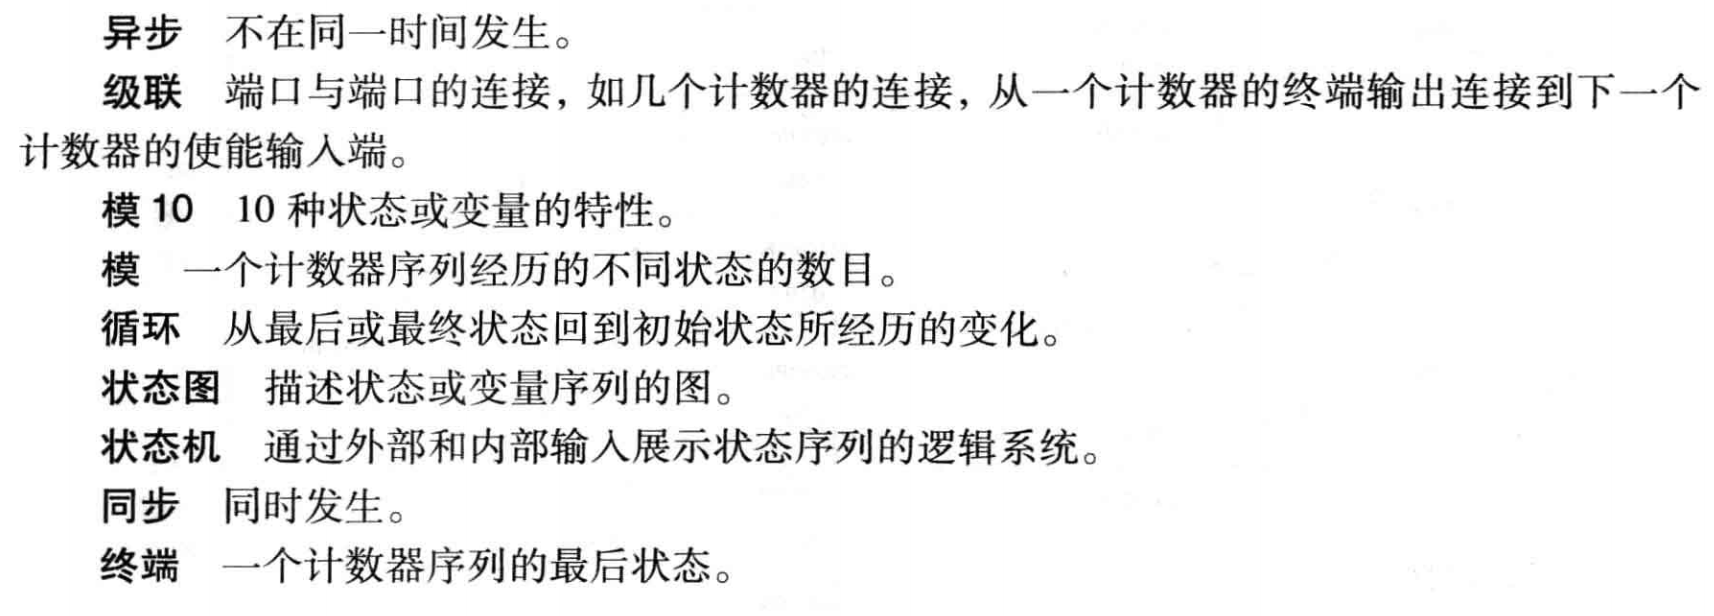 异步　不在同一时间发生。
级联　端口与端口的连接，如几个计数器的连接，从一个计数器的终端输出连接到下一个
计数器的使能输入端。
模 10　10 种状态或变量的特性。
模　一个计数器序列经历的不同状态的数目。
循环　从最后或最终状态回到初始状态所经历的变化。
状态图　描述状态或变量序列的图。
状态机　通过外部和内部输入展示状态序列的逻辑系统。
同步　同时发生。
终端　一个计数器序列的最后状态。